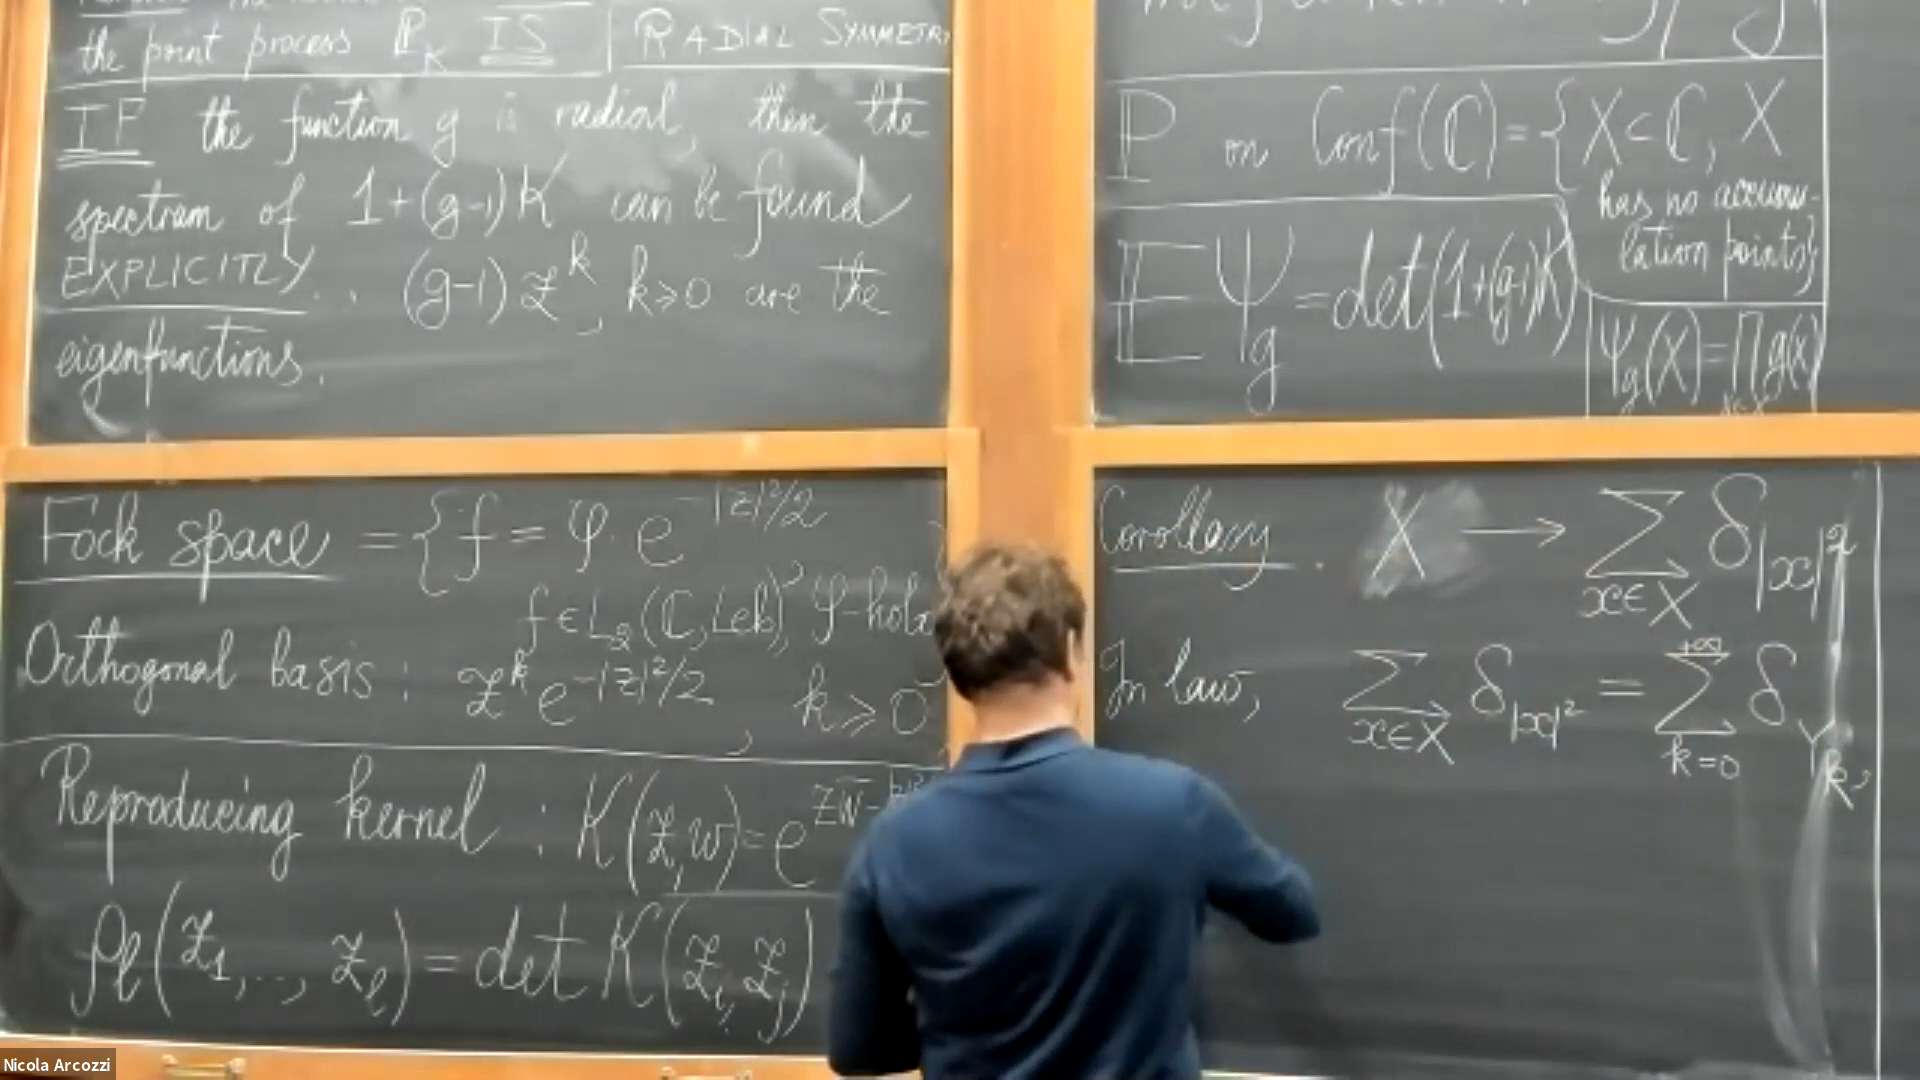 the point process ℙ_K IS | RADIAL SYMMETR
IF the function g is radial, then the
spectrum of 1+(g-1)K can be found
EXPLICITLY. (g-1)z^k, k⩾0 are the
eigenfunctions.
ℙ on Conf(ℂ)={X⊂ℂ, X
has no accumu-
lation points}
𝔼Ψ_g=det(1+(g-1)K)
Ψ_g(X)=∏g(x)
Fock space = {f = φ·e^{-|z|²/2}
f∈L_2(ℂ,Leb), φ-holo
Orthogonal basis: z^k e^{-|z|²/2}, k⩾0
Reproducing kernel : K(z,w)=e^{z w̄-
ρ_l(z_1,..., z_l)=det K(z_i,z_j)
Corollary. X → ∑_{x∈X} δ_{|x|²}
In law, ∑_{x∈X} δ_{|x|²} = ∑_{k=0}^{+∞} δ_{Y_k},
Nicola Arcozzi